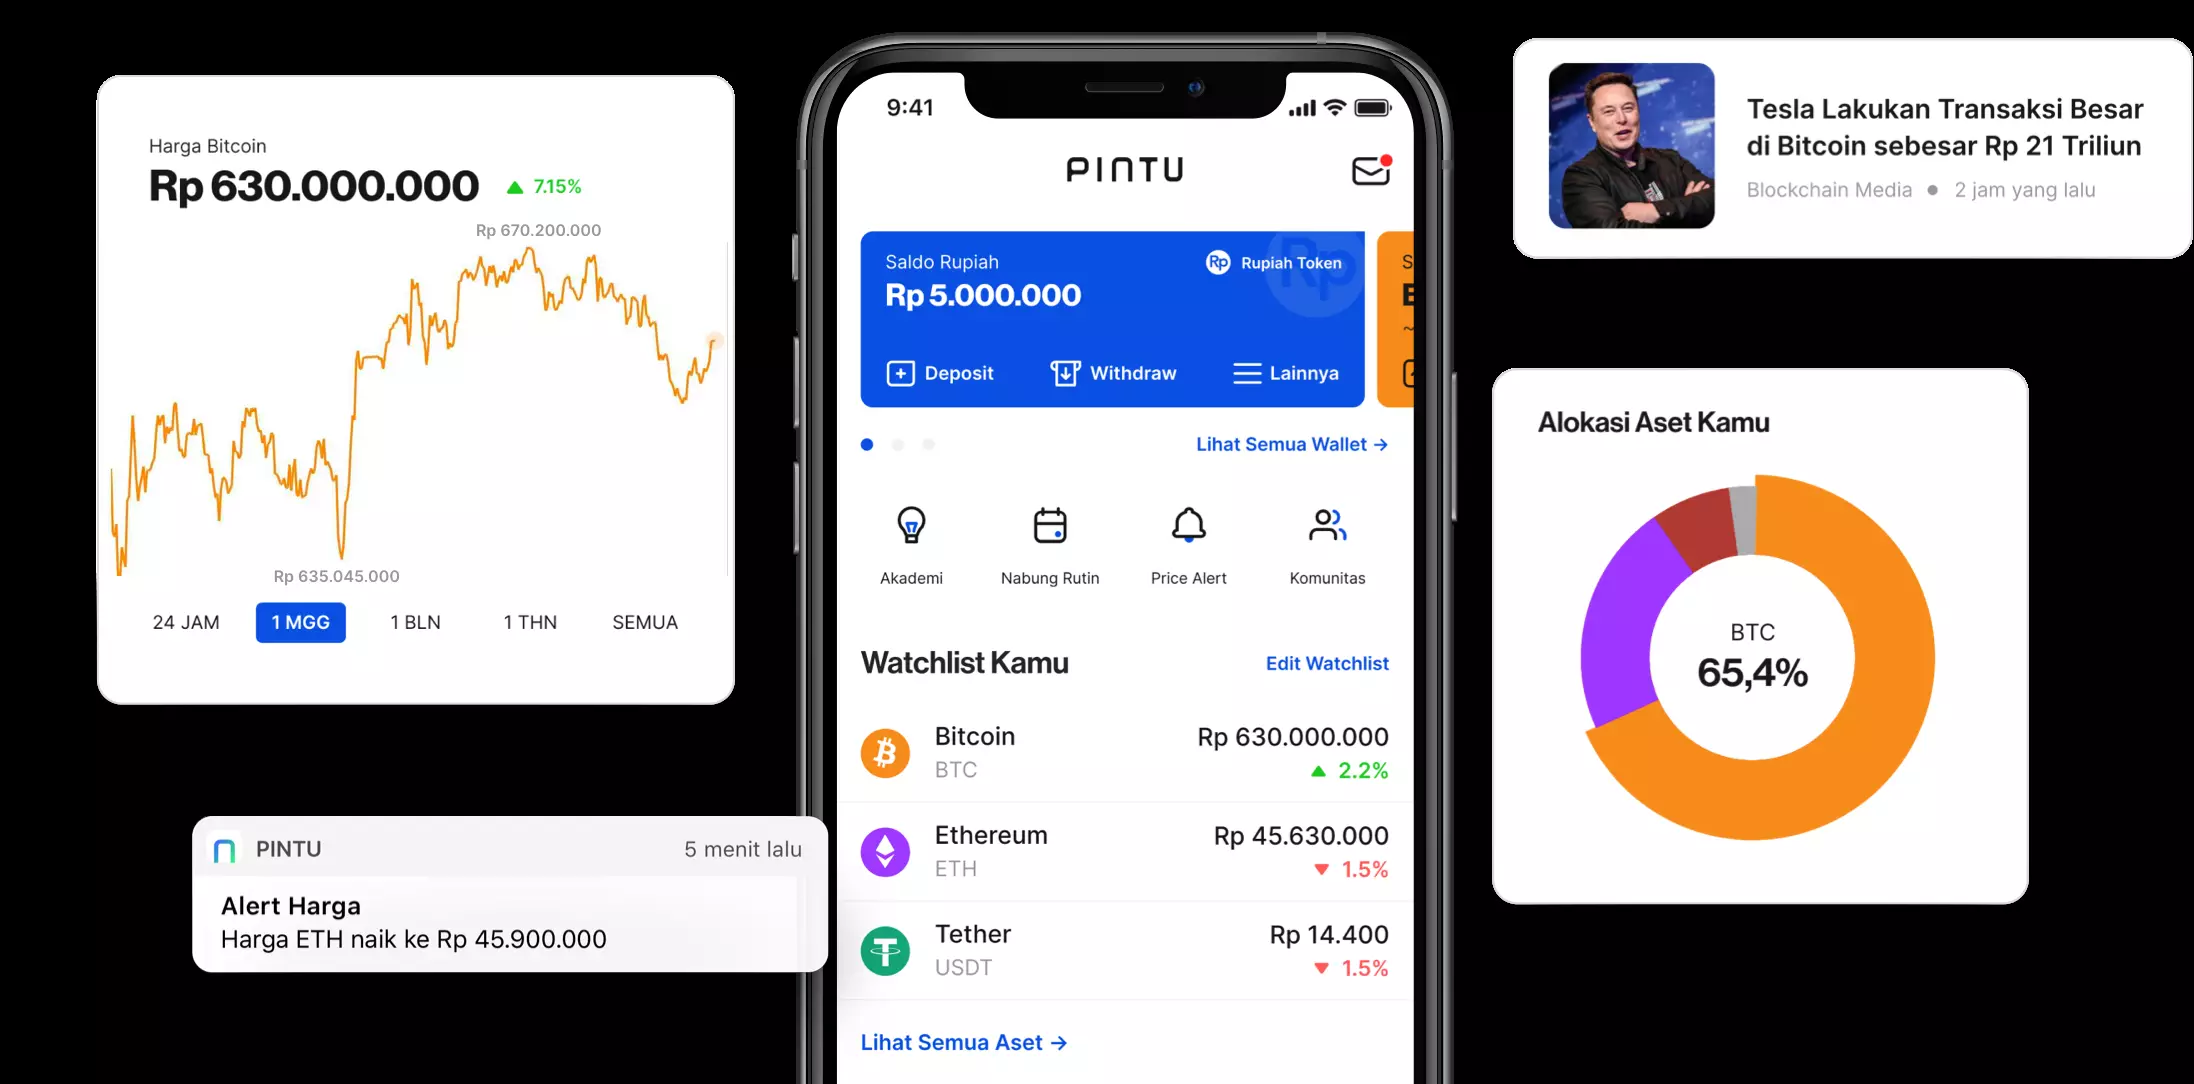 Harga Bitcoin
Rp 630.000.000 ▲ 7.15%
Rp 670.200.000
Rp 635.045.000
24 JAM 1 MGG 1 BLN 1 THN SEMUA
PINTU 5 menit lalu
Alert Harga
Harga ETH naik ke Rp 45.900.000
9:41
PINTU
Saldo Rupiah Rp Rupiah Token
Rp 5.000.000
Deposit Withdraw Lainnya
Lihat Semua Wallet →
Akademi Nabung Rutin Price Alert Komunitas
Watchlist Kamu Edit Watchlist
Bitcoin Rp 630.000.000
BTC ▲ 2.2%
Ethereum Rp 45.630.000
ETH ▼ 1.5%
Tether Rp 14.400
USDT ▼ 1.5%
Lihat Semua Aset →
Tesla Lakukan Transaksi Besar
di Bitcoin sebesar Rp 21 Triliun
Blockchain Media ● 2 jam yang lalu
Alokasi Aset Kamu
BTC
65,4%